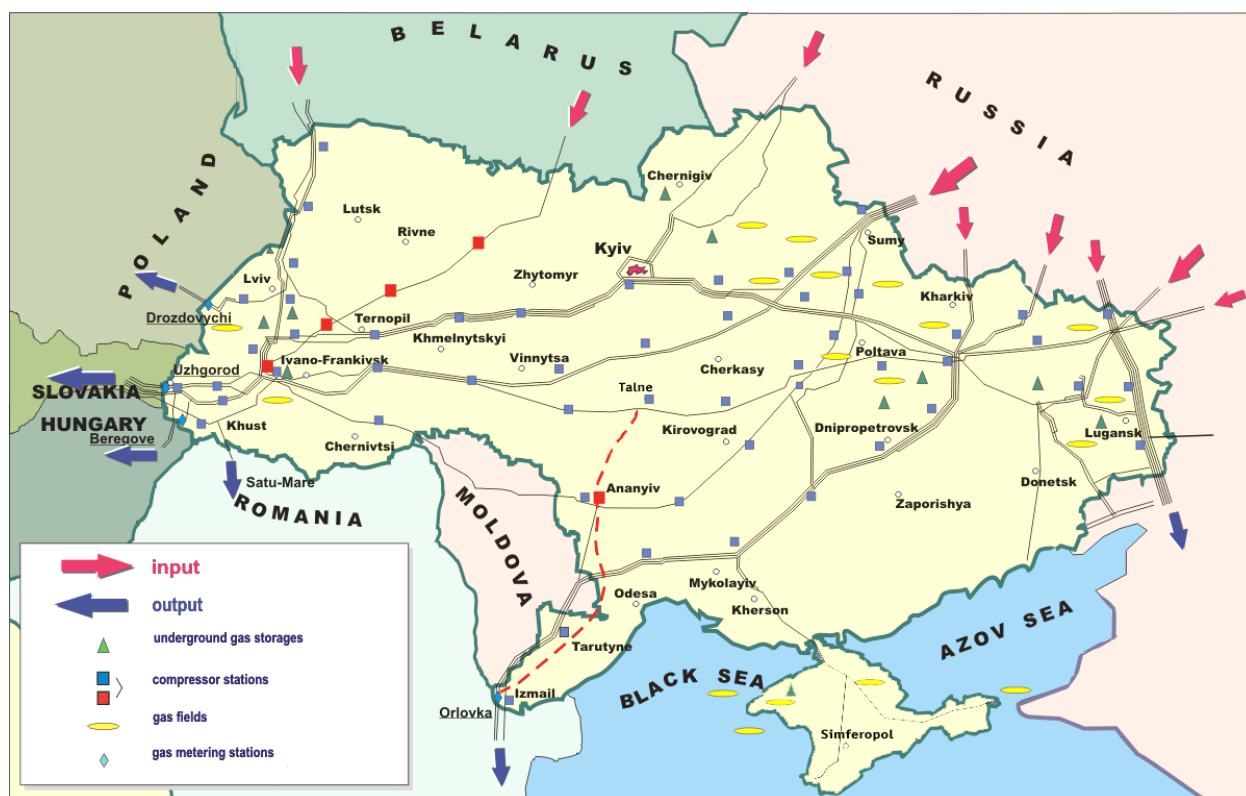 BELARUS
RUSSIA
POLAND
Chernigiv
Lutsk
Rivne
Sumy
Kyiv
Zhytomyr
Lviv
Kharkiv
Drozdovychi
Ternopil
Khmelnytskyi
Poltava
Uzhgorod
Ivano-Frankivsk
Vinnytsa
Cherkasy
SLOVAKIA
Talne
HUNGARY
Khust
Beregove
Chernivtsi
Kirovograd
Dnipropetrovsk
Lugansk
Satu-Mare
Ananyiv
Donetsk
ROMANIA
Zaporishya
MOLDOVA
input
output
Mykolayiv
Odesa
Kherson
underground gas storages
Tarutyne
AZOV SEA
compressor stations
BLACK SEA
Izmail
Orlovka
gas fields
Simferopol
gas metering stations